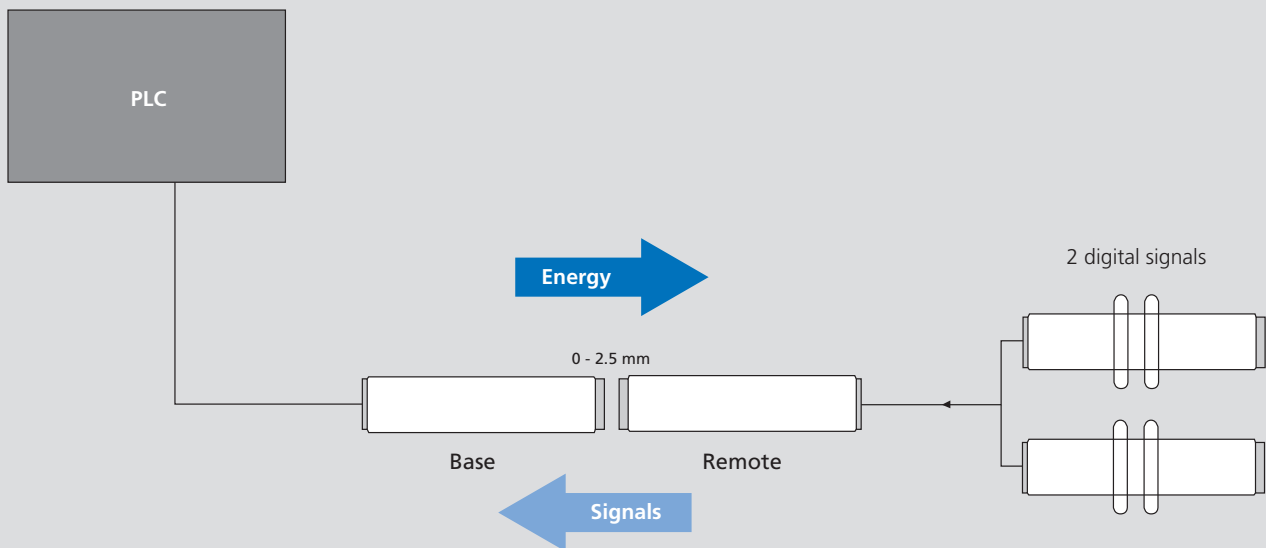 PLC
Energy
2 digital signals
0 - 2.5 mm
Base
Remote
Signals